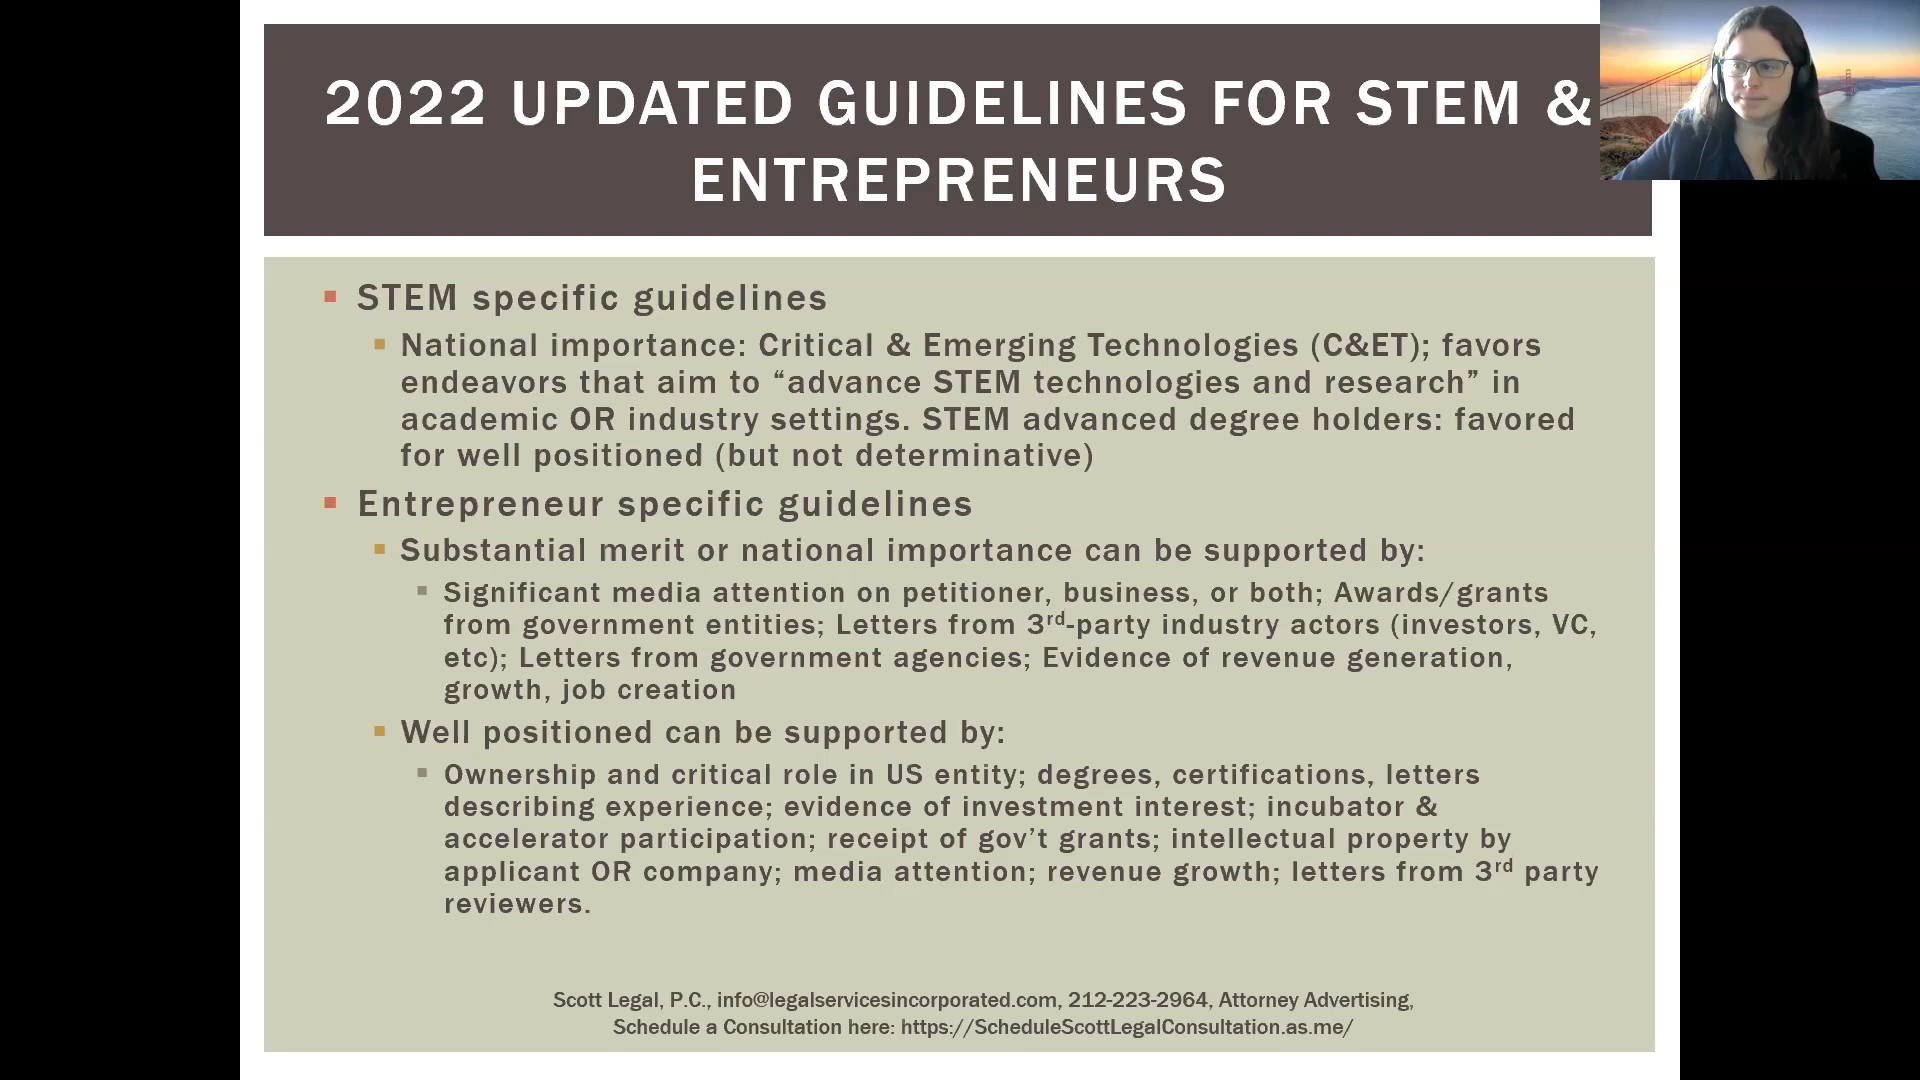 2022 UPDATED GUIDELINES FOR STEM &
ENTREPRENEURS
STEM specific guidelines
National importance: Critical & Emerging Technologies (C&ET); favors
endeavors that aim to “advance STEM technologies and research” in
academic OR industry settings. STEM advanced degree holders: favored
for well positioned (but not determinative)
Entrepreneur specific guidelines
Substantial merit or national importance can be supported by:
Significant media attention on petitioner, business, or both; Awards/grants
from government entities; Letters from 3rd-party industry actors (investors, VC,
etc); Letters from government agencies; Evidence of revenue generation,
growth, job creation
Well positioned can be supported by:
Ownership and critical role in US entity; degrees, certifications, letters
describing experience; evidence of investment interest; incubator &
accelerator participation; receipt of gov’t grants; intellectual property by
applicant OR company; media attention; revenue growth; letters from 3rd party
reviewers.
Scott Legal, P.C., info@legalservicesincorporated.com, 212-223-2964, Attorney Advertising,
Schedule a Consultation here: https://ScheduleScottLegalConsultation.as.me/